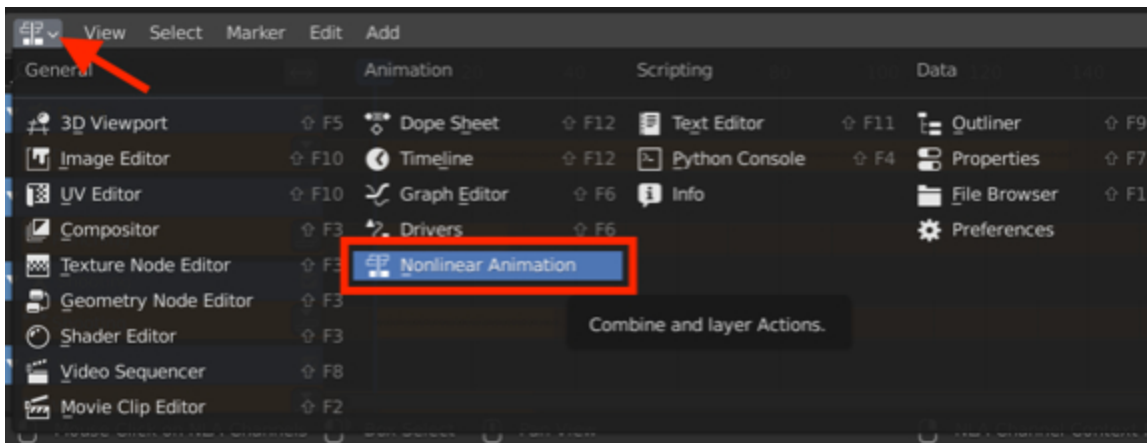 View Select Marker Edit Add
General Animation Scripting Data
3D Viewport ⇧ F5 Dope Sheet ⇧ F12 Text Editor ⇧ F11 Outliner ⇧ F9
Image Editor ⇧ F10 Timeline ⇧ F12 Python Console ⇧ F4 Properties ⇧ F7
UV Editor ⇧ F10 Graph Editor ⇧ F6 Info File Browser ⇧ F1
Compositor ⇧ F3 Drivers ⇧ F6 Preferences
Texture Node Editor ⇧ F3 Nonlinear Animation
Geometry Node Editor ⇧ F3
Combine and layer Actions.
Shader Editor ⇧ F3
Video Sequencer ⇧ F8
Movie Clip Editor ⇧ F2